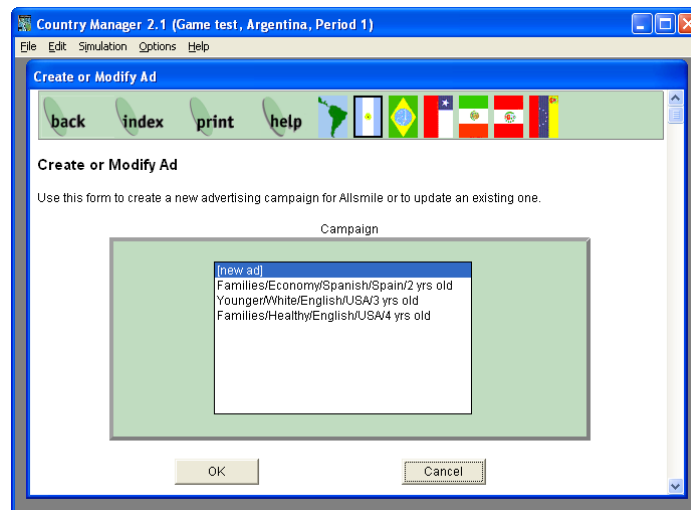 Country Manager 2.1 (Game test, Argentina, Period 1)
File Edit Simulation Options Help
Create or Modify Ad
back index print help
Create or Modify Ad
Use this form to create a new advertising campaign for Allsmile or to update an existing one.
Campaign
[new ad]
Families/Economy/Spanish/Spain/2 yrs old
Younger/White/English/USA/3 yrs old
Families/Healthy/English/USA/4 yrs old
OK Cancel